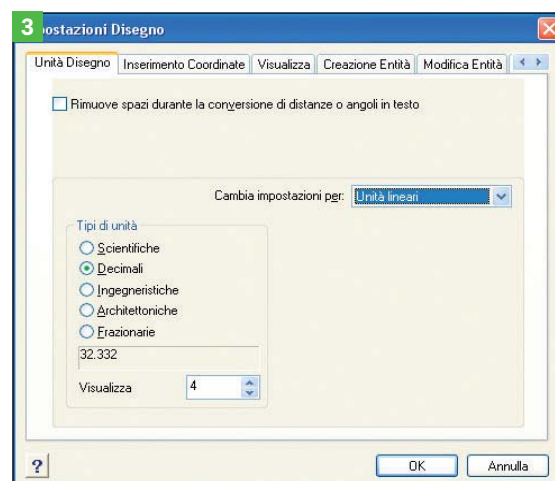 3
postazioni Disegno
Unità Disegno Inserimento Coordinate Visualizza Creazione Entità Modifica Entità
Rimuove spazi durante la conversione di distanze o angoli in testo
Cambia impostazioni per: Unità lineari
Tipi di unità
Scientifiche
Decimali
Ingegneristiche
Architettoniche
Frazionarie
32.332
Visualizza 4
? OK Annulla